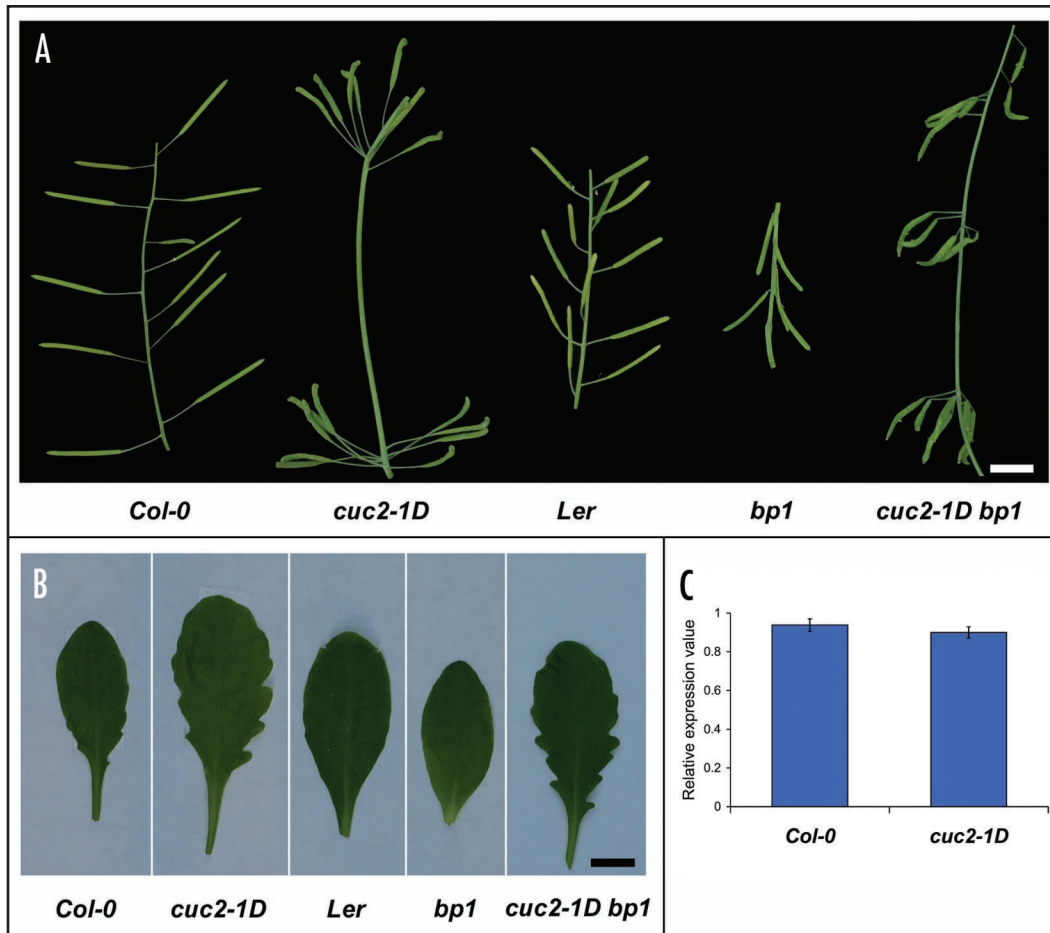 A
Col-0 cuc2-1D Ler bp1 cuc2-1D bp1
B
Col-0 cuc2-1D Ler bp1 cuc2-1D bp1
C
Relative expression value
1
0.8
0.6
0.4
0.2
0
Col-0 cuc2-1D